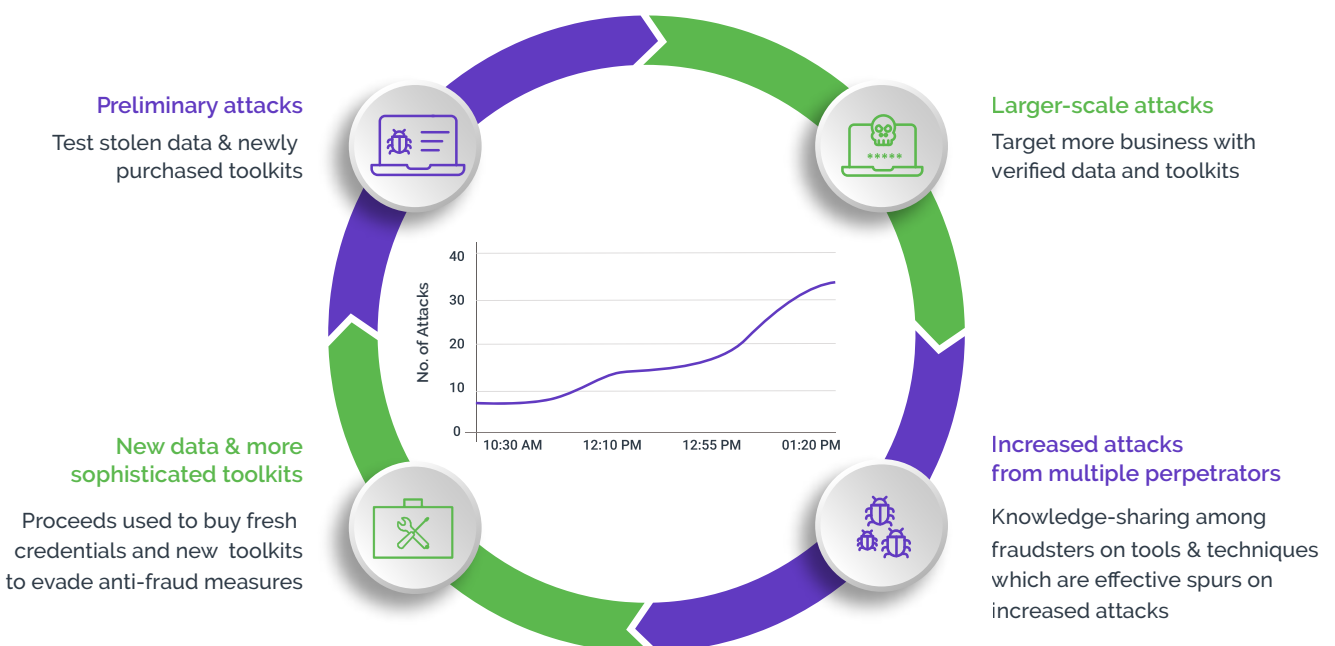 Preliminary attacks
Test stolen data & newly
purchased toolkits
Larger-scale attacks
Target more business with
verified data and toolkits
No. of Attacks
40
30
20
10
0
10:30 AM
12:10 PM
12:55 PM
01:20 PM
*****
Increased attacks
from multiple perpetrators
Knowledge-sharing among
fraudsters on tools & techniques
which are effective spurs on
increased attacks
New data & more
sophisticated toolkits
Proceeds used to buy fresh
credentials and new toolkits
to evade anti-fraud measures